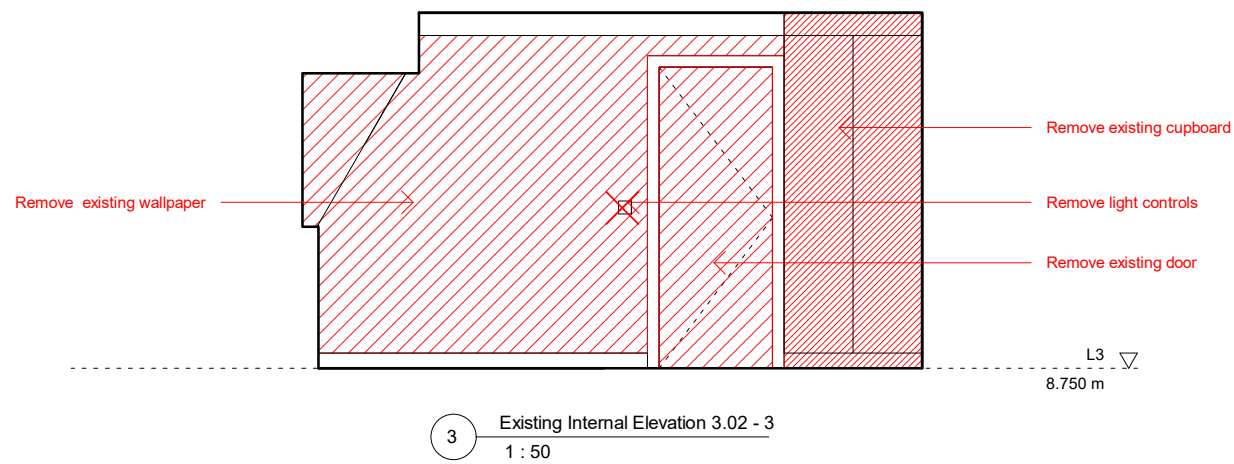 Remove existing cupboard
Remove existing wallpaper
Remove light controls
Remove existing door
L3
8.750 m
3
Existing Internal Elevation 3.02 - 3
1 : 50